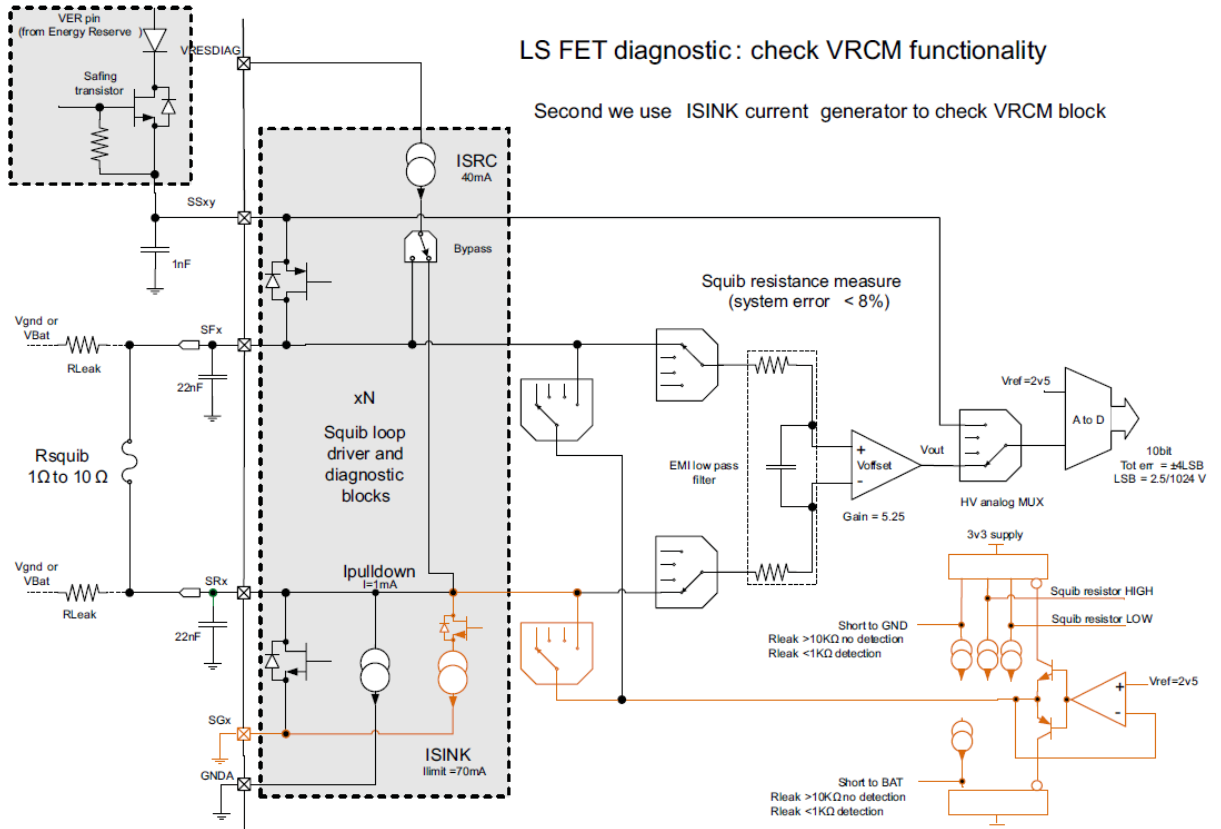 VER pin
(from Energy Reserve )
VRESDIAG
Safing
transistor
LS FET diagnostic: check VRCM functionality
Second we use ISINK current generator to check VRCM block
ISRC
40mA
SSxy
1nF
Bypass
Squib resistance measure
(system error < 8%)
Vgnd or
VBat
SFx
RLeak
22nF
xN
Squib loop
driver and
diagnostic
blocks
Rsquib
1Ω to 10 Ω
Vref=2v5
A to D
10bit
Tot err = ±4LSB
LSB = 2.5/1024 V
+
Voffset
-
Vout
EMI low pass
filter
Gain = 5.25
HV analog MUX
3v3 supply
Vgnd or
VBat
SRx
Ipulldown
I=1mA
RLeak
22nF
Squib resistor HIGH
Squib resistor LOW
Short to GND
Rleak >10KΩ no detection
Rleak <1KΩ detection
+
Vref=2v5
-
SGx
ISINK
Ilimit =70mA
GNDA
Short to BAT
Rleak >10KΩ no detection
Rleak <1KΩ detection